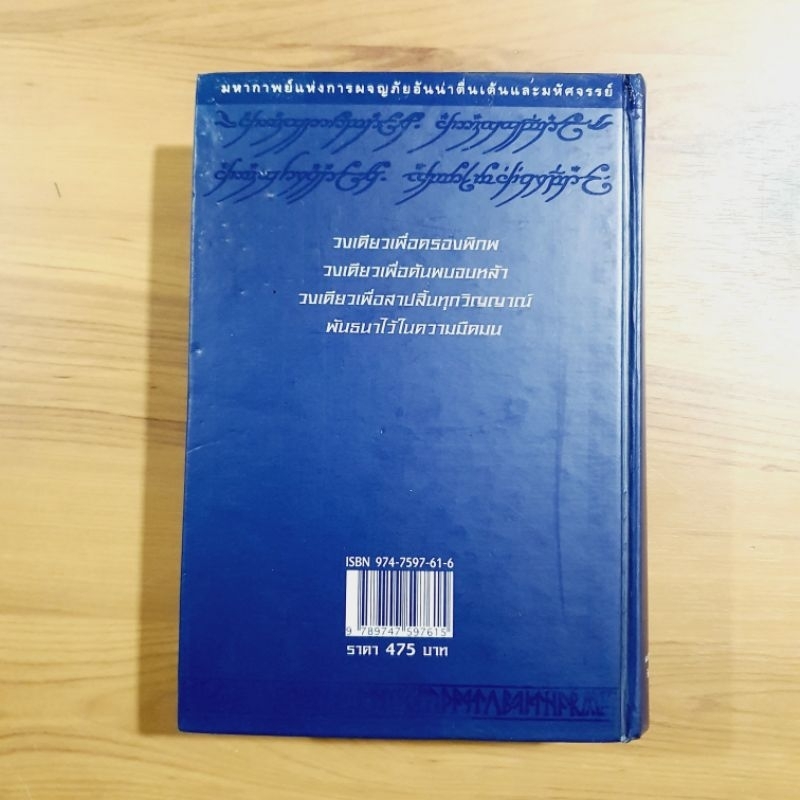 มหากาพย์แห่งการผจญภัยอันน่าตื่นเต้นและมหัศจรรย์
วงเดียวเพื่อครองพิภพ
วงเดียวเพื่อค้นพบจบหล้า
วงเดียวเพื่อสาปสิ้นทุกวิญญาณ์
พันธนาไว้ในความมืดมน
ISBN 974-7597-61-6
9 789747 597615
ราคา 475 บาท